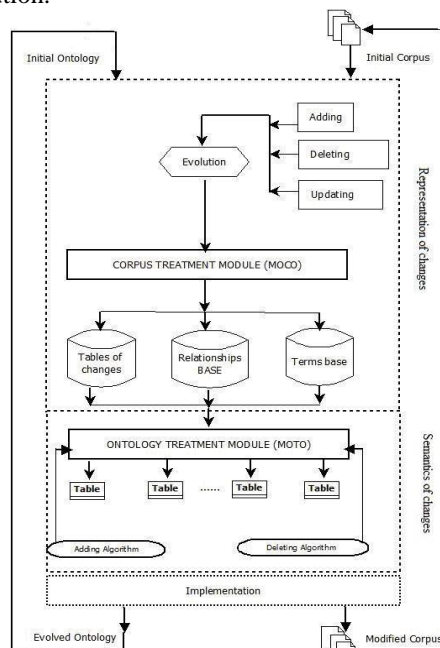 ution.
Initial Ontology
Initial Corpus
Adding
Evolution
Deleting
Updating
Representation of changes
CORPUS TREATMENT MODULE (MOCO)
Tables of
changes
Relationships
BASE
Terms base
Semantics of changes
ONTOLOGY TREATMENT MODULE (MOTO)
Table
Table
......
Table
Table
Adding Algorithm
Deleting Algorithm
Implementation
Evolved Ontology
Modified Corpus